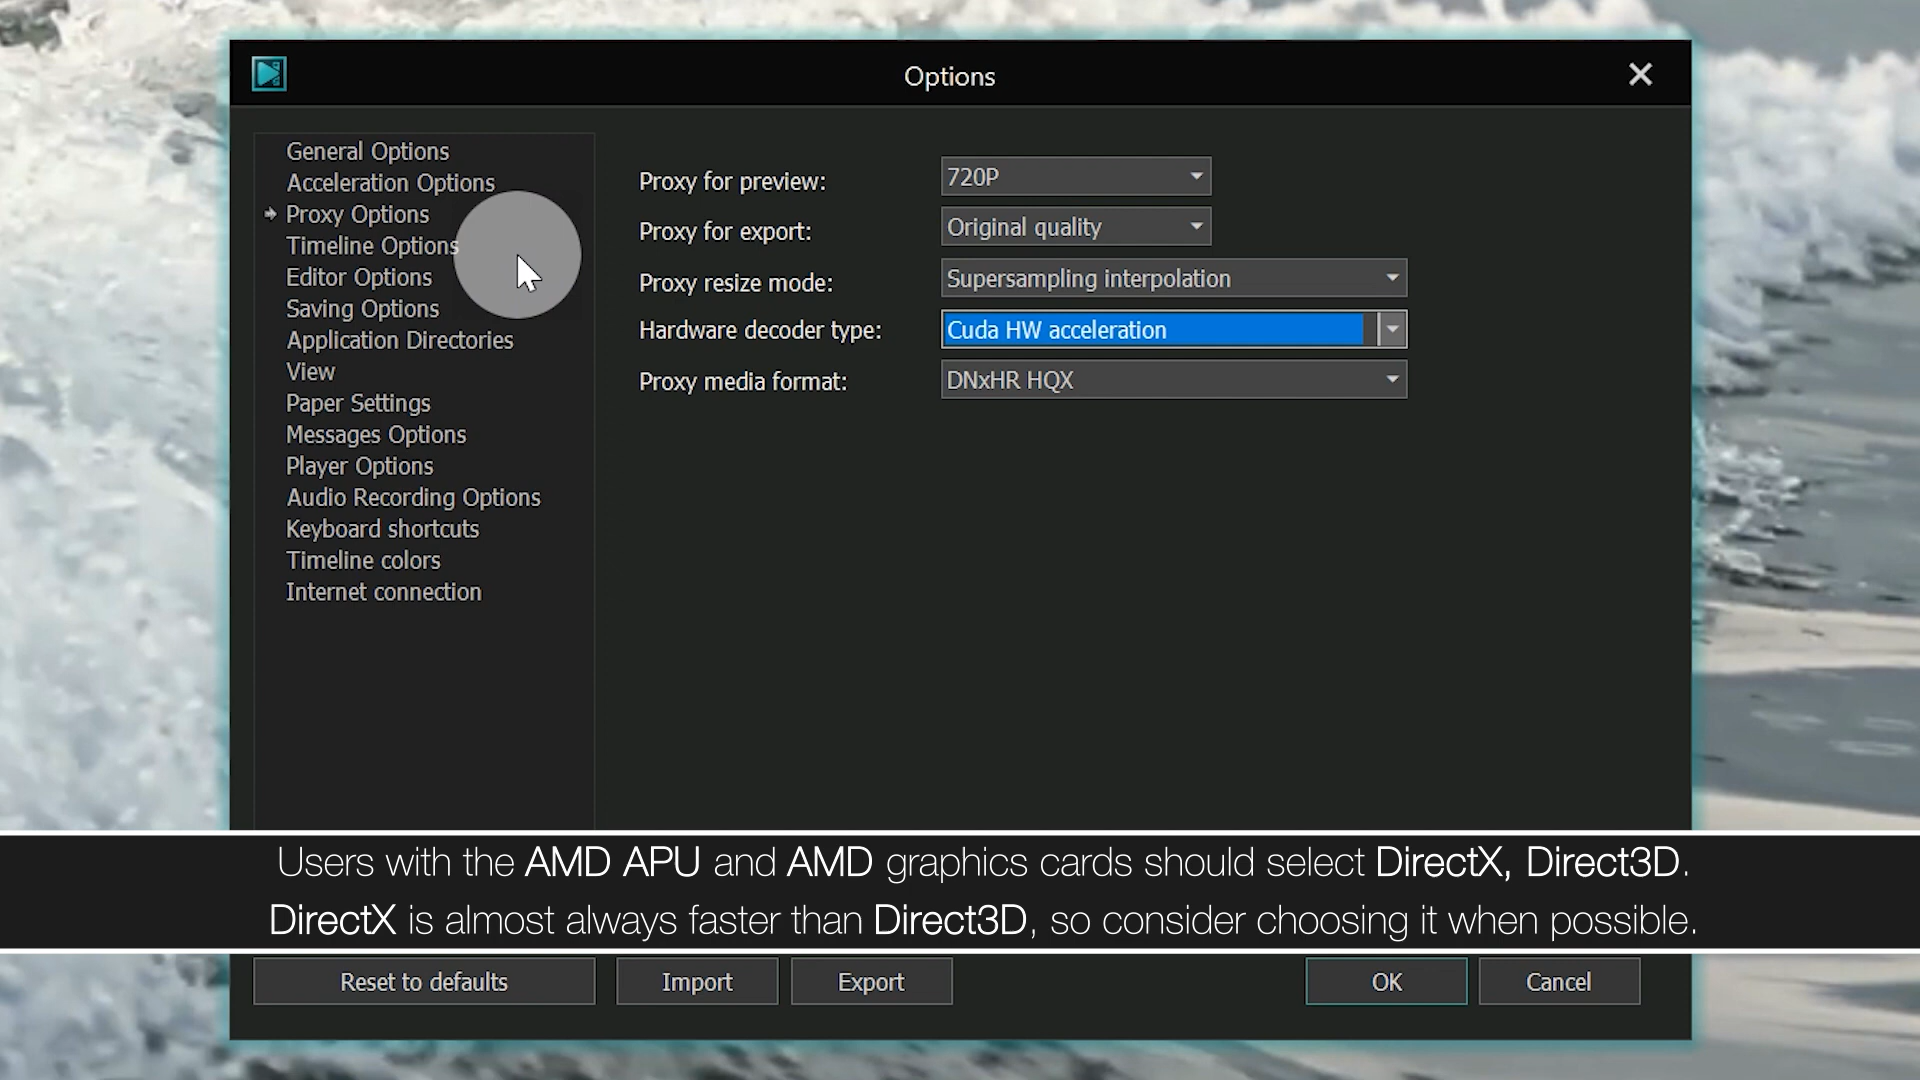 Options
General Options
Acceleration Options
Proxy Options
Timeline Options
Editor Options
Saving Options
Application Directories
View
Paper Settings
Messages Options
Player Options
Audio Recording Options
Keyboard shortcuts
Timeline colors
Internet connection
Proxy for preview: 720P
Proxy for export: Original quality
Proxy resize mode: Supersampling interpolation
Hardware decoder type: Cuda HW acceleration
Proxy media format: DNxHR HQX
Users with the AMD APU and AMD graphics cards should select DirectX, Direct3D.
DirectX is almost always faster than Direct3D, so consider choosing it when possible.
Reset to defaults Import Export OK Cancel